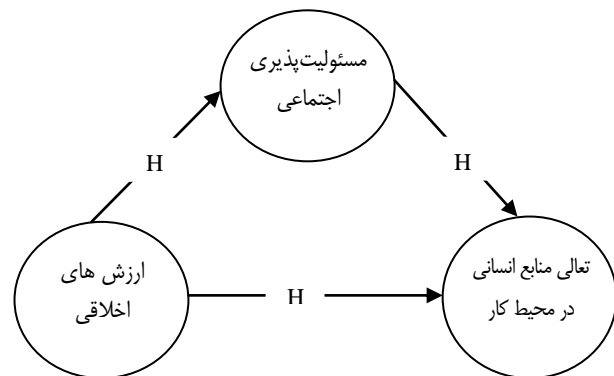 مسئولیت‌پذیری
اجتماعی
H
H
ارزش های
اخلاقی
H
تعالی منابع انسانی
در محیط کار